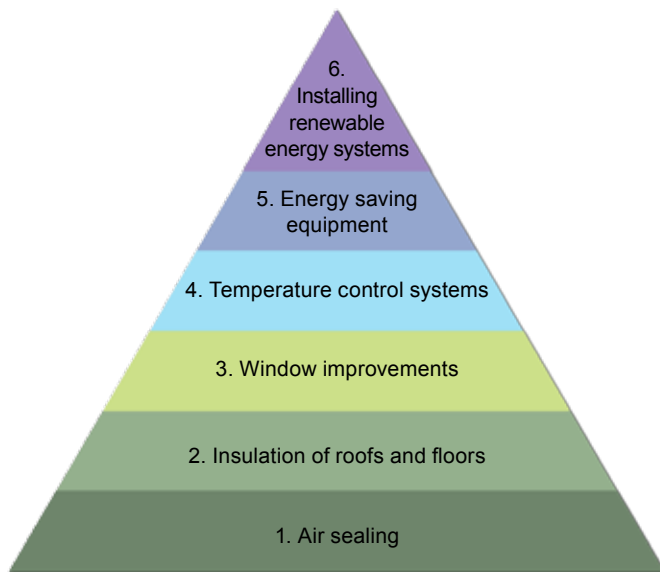 6.
Installing
renewable
energy systems
5. Energy saving
equipment
4. Temperature control systems
3. Window improvements
2. Insulation of roofs and floors
1. Air sealing